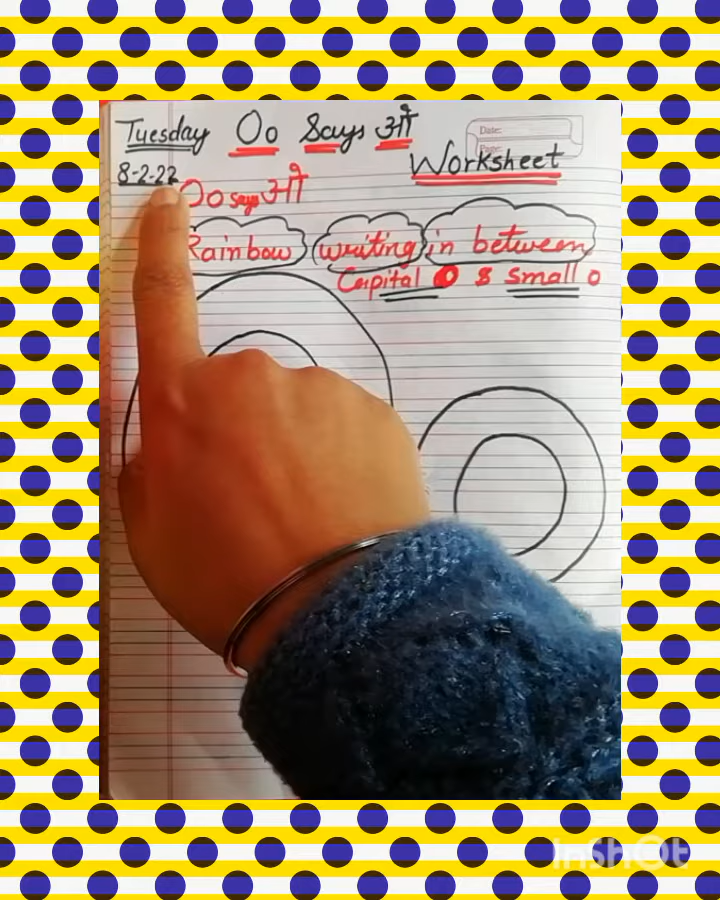 Tuesday Oo Says ओ
Date:
Page:
8-2-22
Worksheet
Oo says ओ
Rainbow writing in between
Capital O & Small o
InShOt